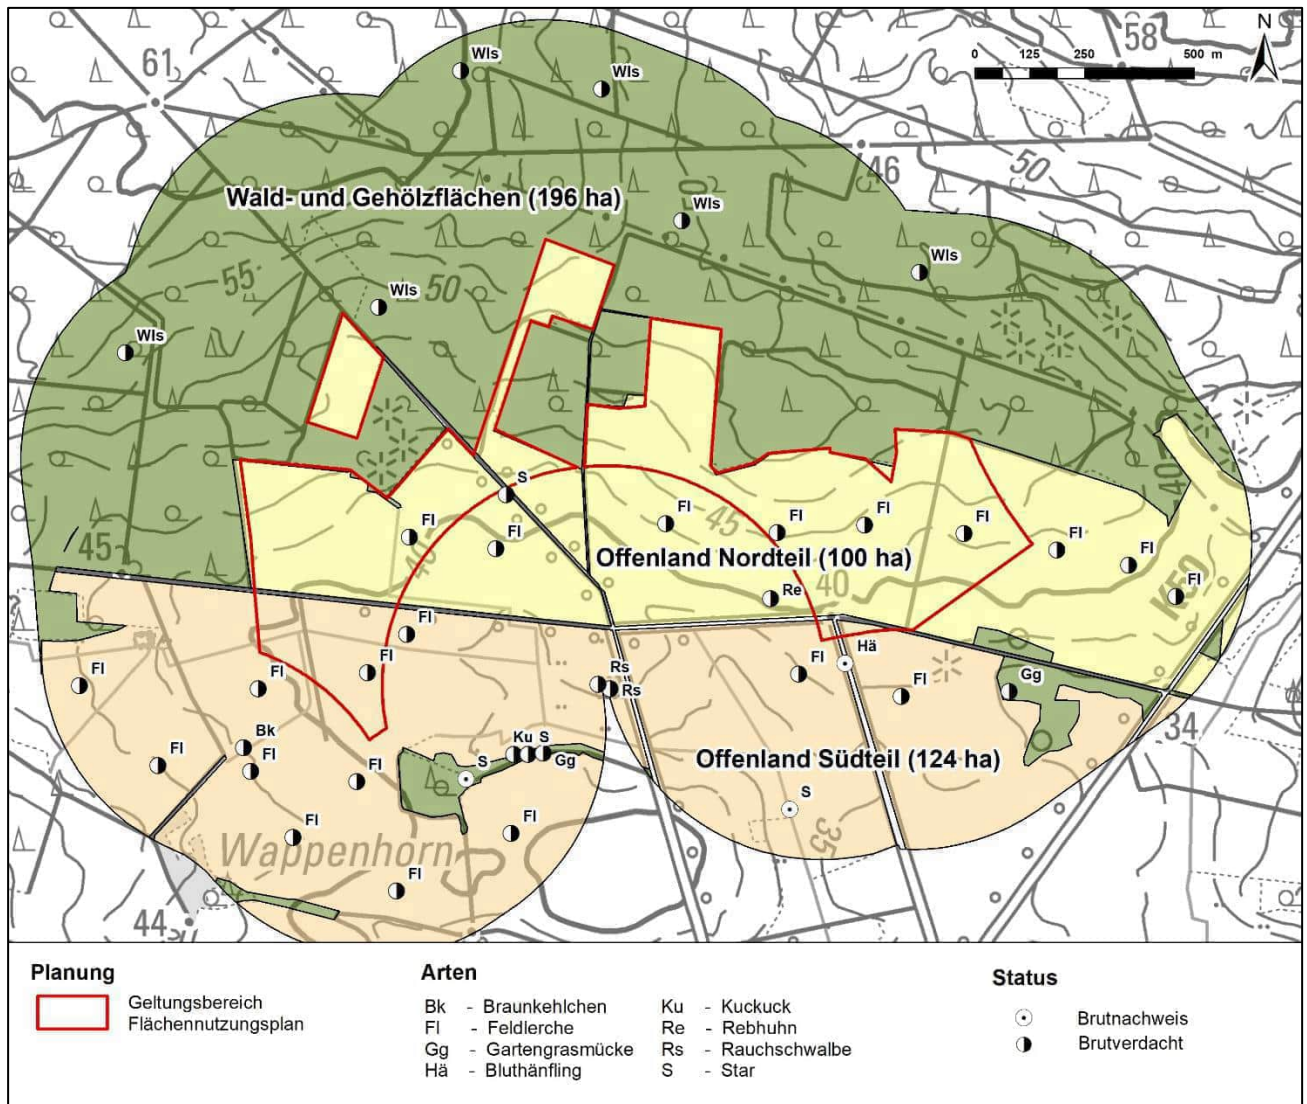 61
Wls
Wls
0 125 250 500 m
58
N
46
50
Wald- und Gehölzflächen (196 ha)
Wls
Wls
55
50
Wls
Wls
S
Fl
Fl
Fl
45
Fl
Fl
Fl
Fl
Fl
Fl
40
40
45
Offenland Nordteil (100 ha)
40
K50
Re
Fl
Fl
Fl
Fl
Rs
Rs
Fl
Hä
Fl
Gg
34
Bk
Fl
Fl
Fl
Ku S
Gg
S
Offenland Südteil (124 ha)
S
35
Fl
Fl
Wappenhorn
Fl
44
Planung
Geltungsbereich
Flächennutzungsplan
Arten
Bk - Braunkehlchen
Fl - Feldlerche
Gg - Gartengrasmücke
Hä - Bluthänfling
Ku - Kuckuck
Re - Rebhuhn
Rs - Rauchschwalbe
S - Star
Status
Brutnachweis
Brutverdacht